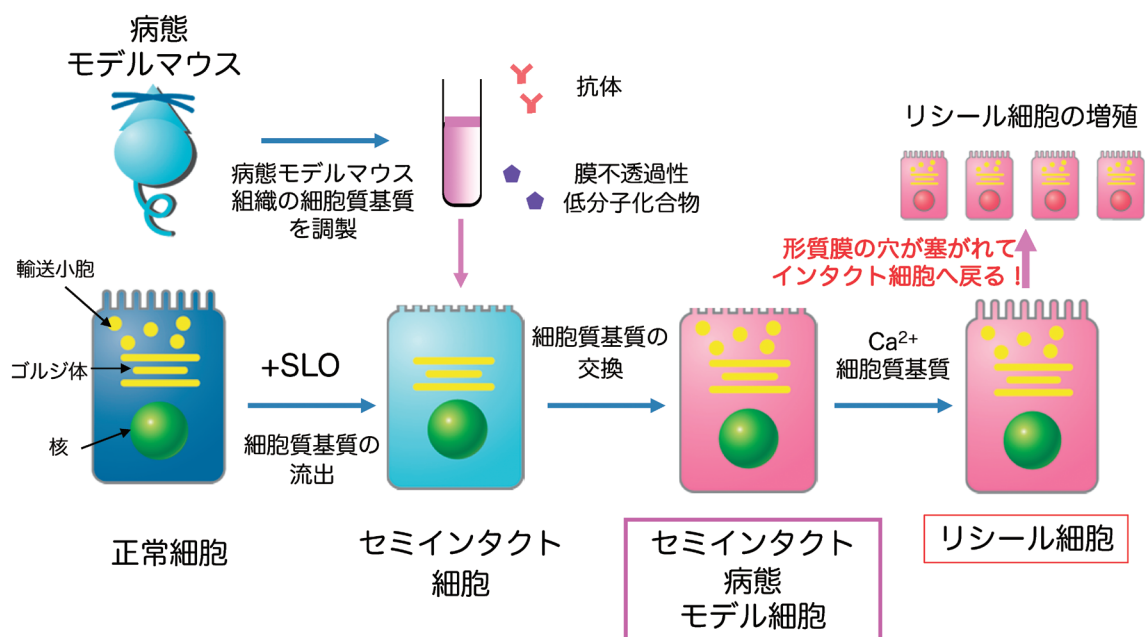 病態
モデルマウス
抗体
病態モデルマウス
組織の細胞質基質
を調製
膜不透過性
低分子化合物
リシール細胞の増殖
形質膜の穴が塞がれて
インタクト細胞へ戻る！
輸送小胞
ゴルジ体
核
+SLO
細胞質基質の
流出
細胞質基質の
交換
Ca²⁺
細胞質基質
正常細胞
セミインタクト
細胞
セミインタクト
病態
モデル細胞
リシール細胞